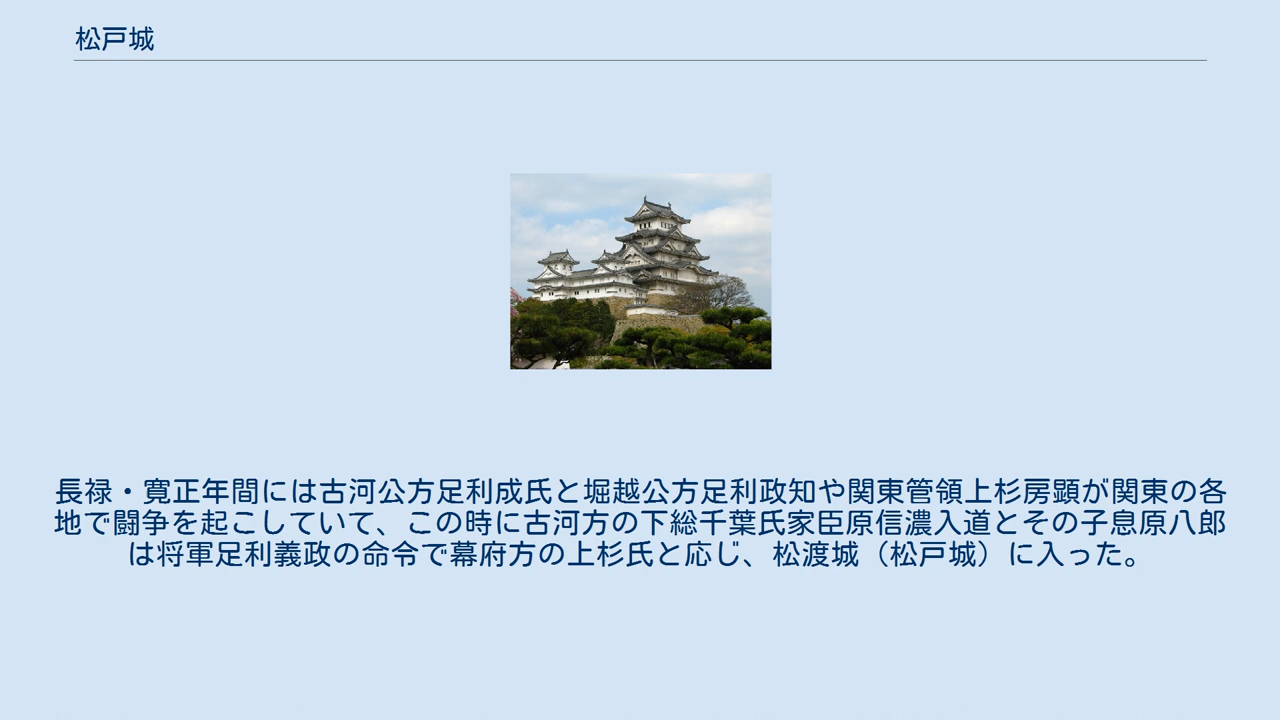 松戸城
長禄・寛正年間には古河公方足利成氏と堀越公方足利政知や関東管領上杉房顕が関東の各
地で闘争を起こしていて、この時に古河方の下総千葉氏家臣原信濃入道とその子息原八郎
は将軍足利義政の命令で幕府方の上杉氏と応じ、松渡城（松戸城）に入った。